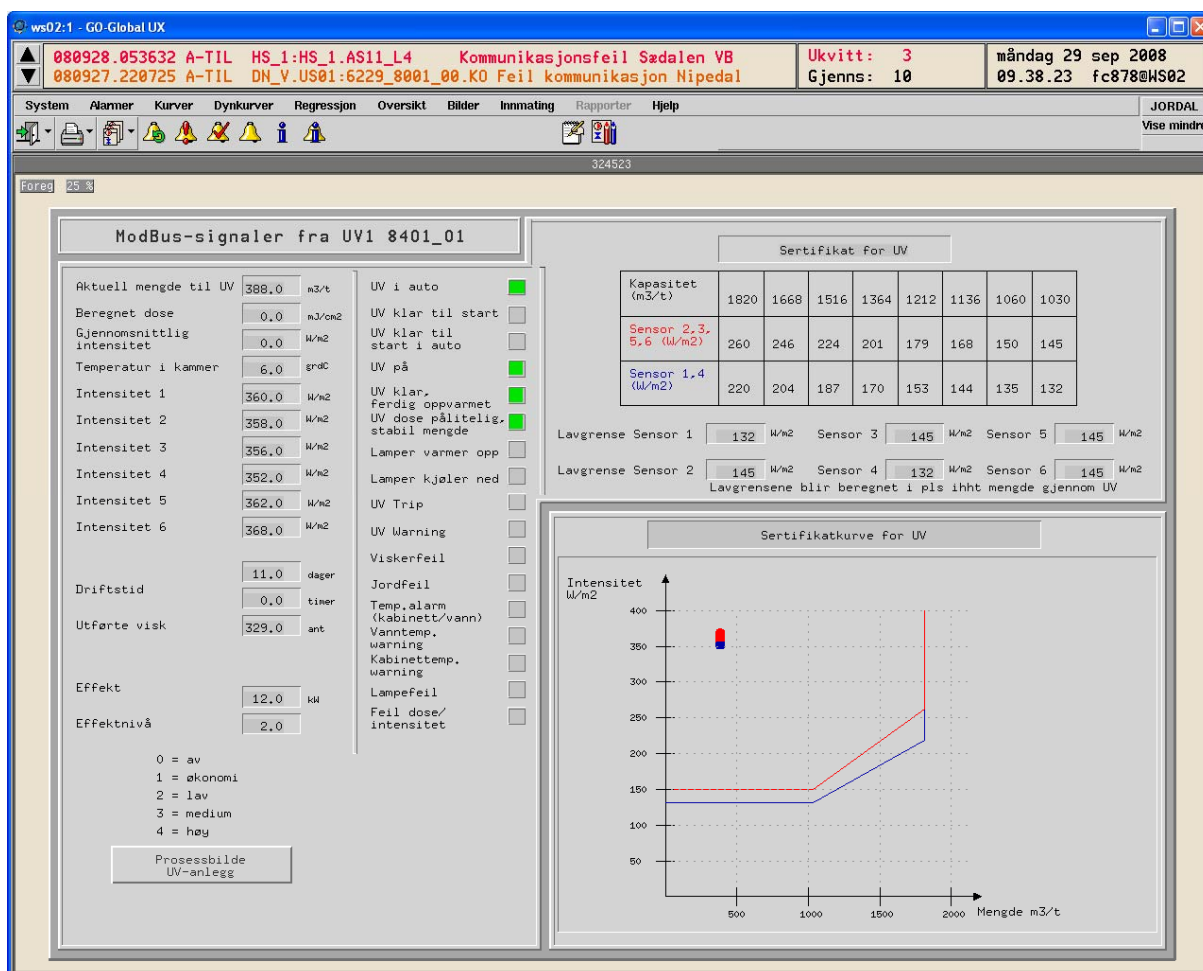 ws02:1 - GO-Global UX
080928.053632 A-TIL HS_1:HS_1.AS11_L4 Kommunikasjonsfeil Sædalen VB
080927.220725 A-TIL DN_V.US01:6229_8001_00.KO Feil kommunikasjon Nipedal
Ukvitt: 3
Gjenns: 10
måndag 29 sep 2008
09.38.23 fc878@WS02
System Alarmer Kurver Dynkurver Regressjon Oversikt Bilder Innmating Rapporter Hjelp
JORDAL
Vise mindre
324523
Foreg 25 %
ModBus-signaler fra UV1 8401_01
Aktuell mengde til UV 388.0 m3/t
Beregnet dose 0.0 mJ/cm2
Gjennomsnittlig
intensitet 0.0 W/m2
Temperatur i kammer 6.0 grdC
Intensitet 1 360.0 W/m2
Intensitet 2 358.0 W/m2
Intensitet 3 356.0 W/m2
Intensitet 4 352.0 W/m2
Intensitet 5 362.0 W/m2
Intensitet 6 368.0 W/m2
Driftstid
11.0 dager
0.0 timer
Utførte visk 329.0 ant
Effekt 12.0 kW
Effektnivå 2.0
0 = av
1 = økonomi
2 = lav
3 = medium
4 = høy
Prosessbilde
UV-anlegg
UV i auto
UV klar til start
UV klar til
start i auto
UV på
UV klar,
ferdig oppvarmet
UV dose pålitelig,
stabil mengde
Lamper varmer opp
Lamper kjøler ned
UV Trip
UV Warning
Viskerfeil
Jordfeil
Temp.alarm
(kabinett/vann)
Vanntemp.
warning
Kabinettemp.
warning
Lampefeil
Feil dose/
intensitet
Sertifikat for UV
Kapasitet
(m3/t) 1820 1668 1516 1364 1212 1136 1060 1030
Sensor 2,3,
5,6 (W/m2) 260 246 224 201 179 168 150 145
Sensor 1,4
(W/m2) 220 204 187 170 153 144 135 132
Lavgrense Sensor 1 132 W/m2 Sensor 3 145 W/m2 Sensor 5 145 W/m2
Lavgrense Sensor 2 145 W/m2 Sensor 4 132 W/m2 Sensor 6 145 W/m2
Lavgrensene blir beregnet i pls ihht mengde gjennom UV
Sertifikatkurve for UV
Intensitet
W/m2
400
350
300
250
200
150
100
50
500 1000 1500 2000 Mengde m3/t